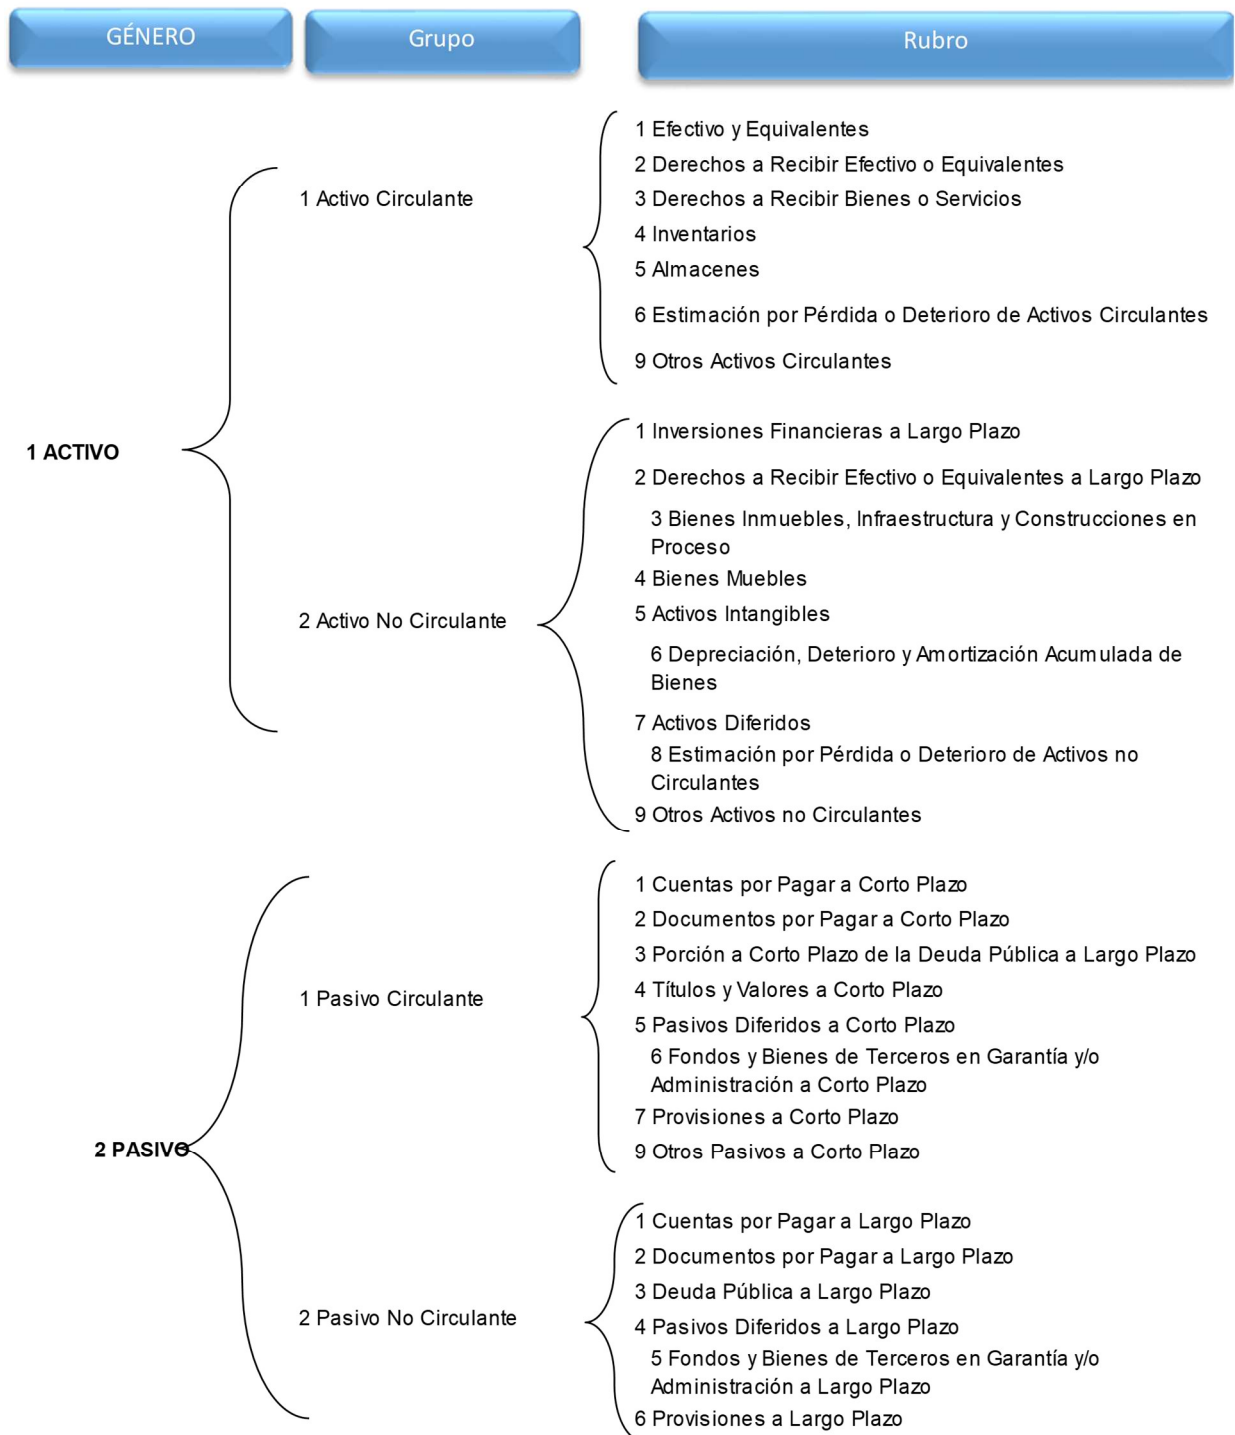 GÉNERO
Grupo
Rubro
1 ACTIVO
1 Activo Circulante
1 Efectivo y Equivalentes
2 Derechos a Recibir Efectivo o Equivalentes
3 Derechos a Recibir Bienes o Servicios
4 Inventarios
5 Almacenes
6 Estimación por Pérdida o Deterioro de Activos Circulantes
9 Otros Activos Circulantes
2 Activo No Circulante
1 Inversiones Financieras a Largo Plazo
2 Derechos a Recibir Efectivo o Equivalentes a Largo Plazo
3 Bienes Inmuebles, Infraestructura y Construcciones en
Proceso
4 Bienes Muebles
5 Activos Intangibles
6 Depreciación, Deterioro y Amortización Acumulada de
Bienes
7 Activos Diferidos
8 Estimación por Pérdida o Deterioro de Activos no
Circulantes
9 Otros Activos no Circulantes
2 PASIVO
1 Pasivo Circulante
1 Cuentas por Pagar a Corto Plazo
2 Documentos por Pagar a Corto Plazo
3 Porción a Corto Plazo de la Deuda Pública a Largo Plazo
4 Títulos y Valores a Corto Plazo
5 Pasivos Diferidos a Corto Plazo
6 Fondos y Bienes de Terceros en Garantía y/o
Administración a Corto Plazo
7 Provisiones a Corto Plazo
9 Otros Pasivos a Corto Plazo
2 Pasivo No Circulante
1 Cuentas por Pagar a Largo Plazo
2 Documentos por Pagar a Largo Plazo
3 Deuda Pública a Largo Plazo
4 Pasivos Diferidos a Largo Plazo
5 Fondos y Bienes de Terceros en Garantía y/o
Administración a Largo Plazo
6 Provisiones a Largo Plazo